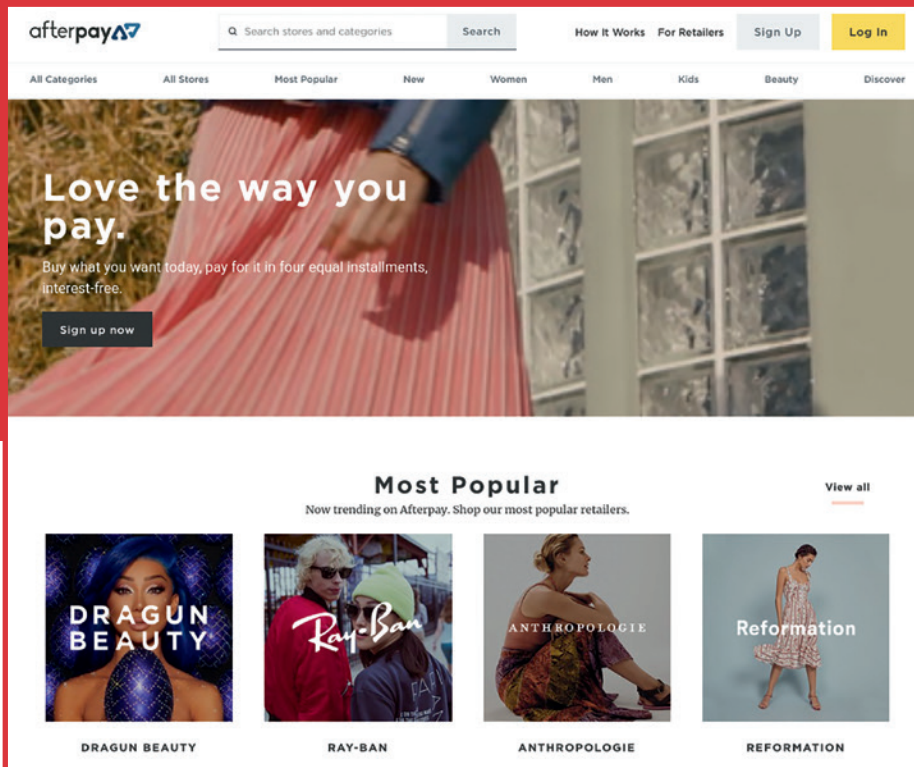 afterpay
Search stores and categories
Search
How It Works
For Retailers
Sign Up
Log In
All Categories
All Stores
Most Popular
New
Women
Men
Kids
Beauty
Discover
Love the way you
pay.
Buy what you want today, pay for it in four equal installments,
interest-free.
Sign up now
Most Popular
View all
Now trending on Afterpay. Shop our most popular retailers.
DRAGUN
BEAUTY
Ray-Ban
ANTHROPOLOGIE
Reformation
DRAGUN BEAUTY
RAY-BAN
ANTHROPOLOGIE
REFORMATION